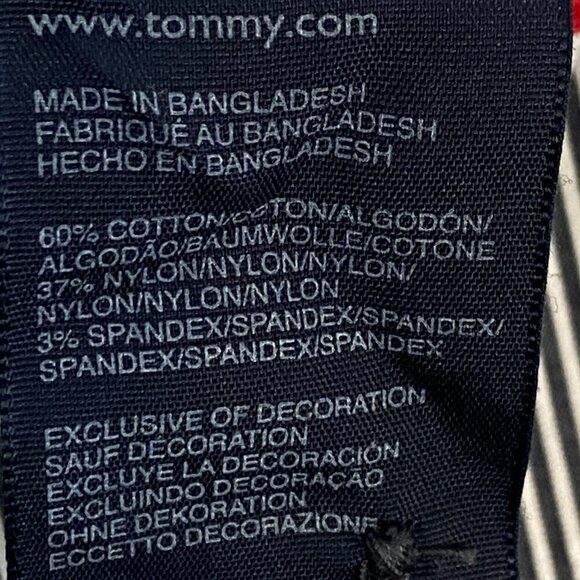 www.tommy.com
MADE IN BANGLADESH
FABRIQUÉ AU BANGLADESH
HECHO EN BANGLADESH
60% COTTON/COTON/ALGODÓN/
ALGODÃO/BAUMWOLLE/COTONE
37% NYLON/NYLON/NYLON/
NYLON/NYLON/NYLON
3% SPANDEX/SPANDEX/SPANDEX/
SPANDEX/SPANDEX/SPANDEX
EXCLUSIVE OF DECORATION
SAUF DÉCORATION
EXCLUYE LA DECORACIÓN
EXCLUINDO DECORAÇÃO
OHNE DEKORATION
ECCETTO DECORAZIONE